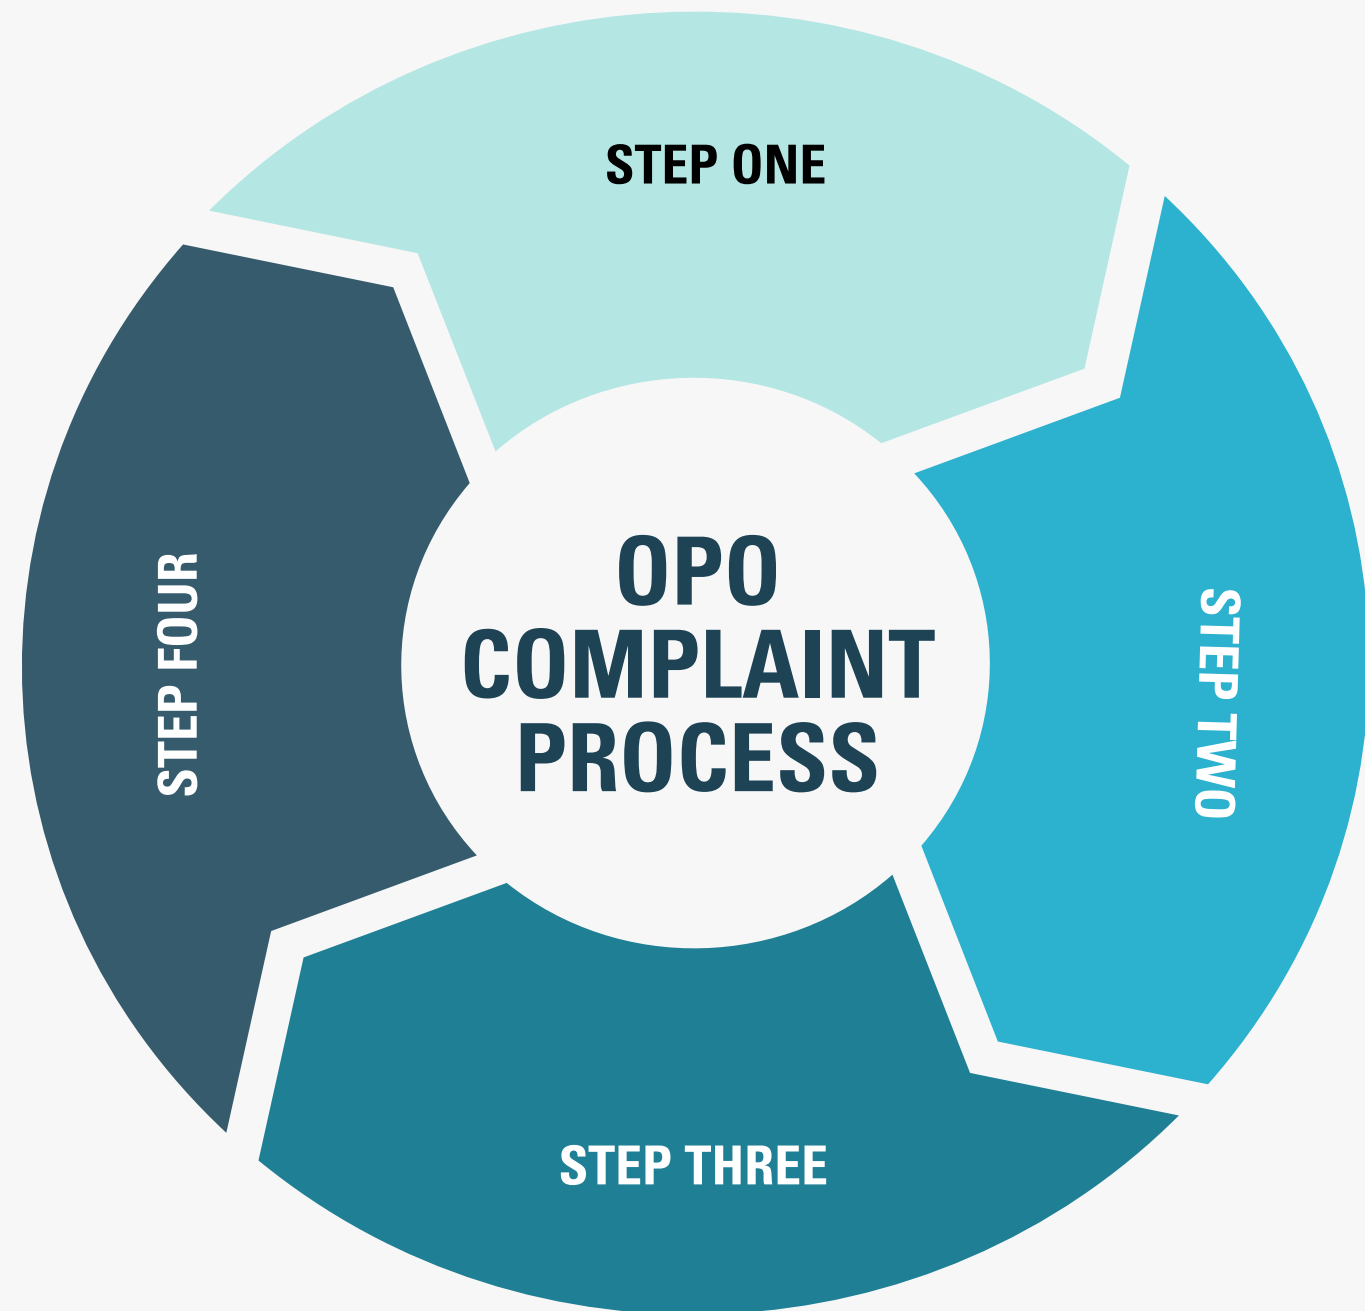 STEP ONE
STEP TWO
STEP THREE
STEP FOUR
OPO
COMPLAINT
PROCESS